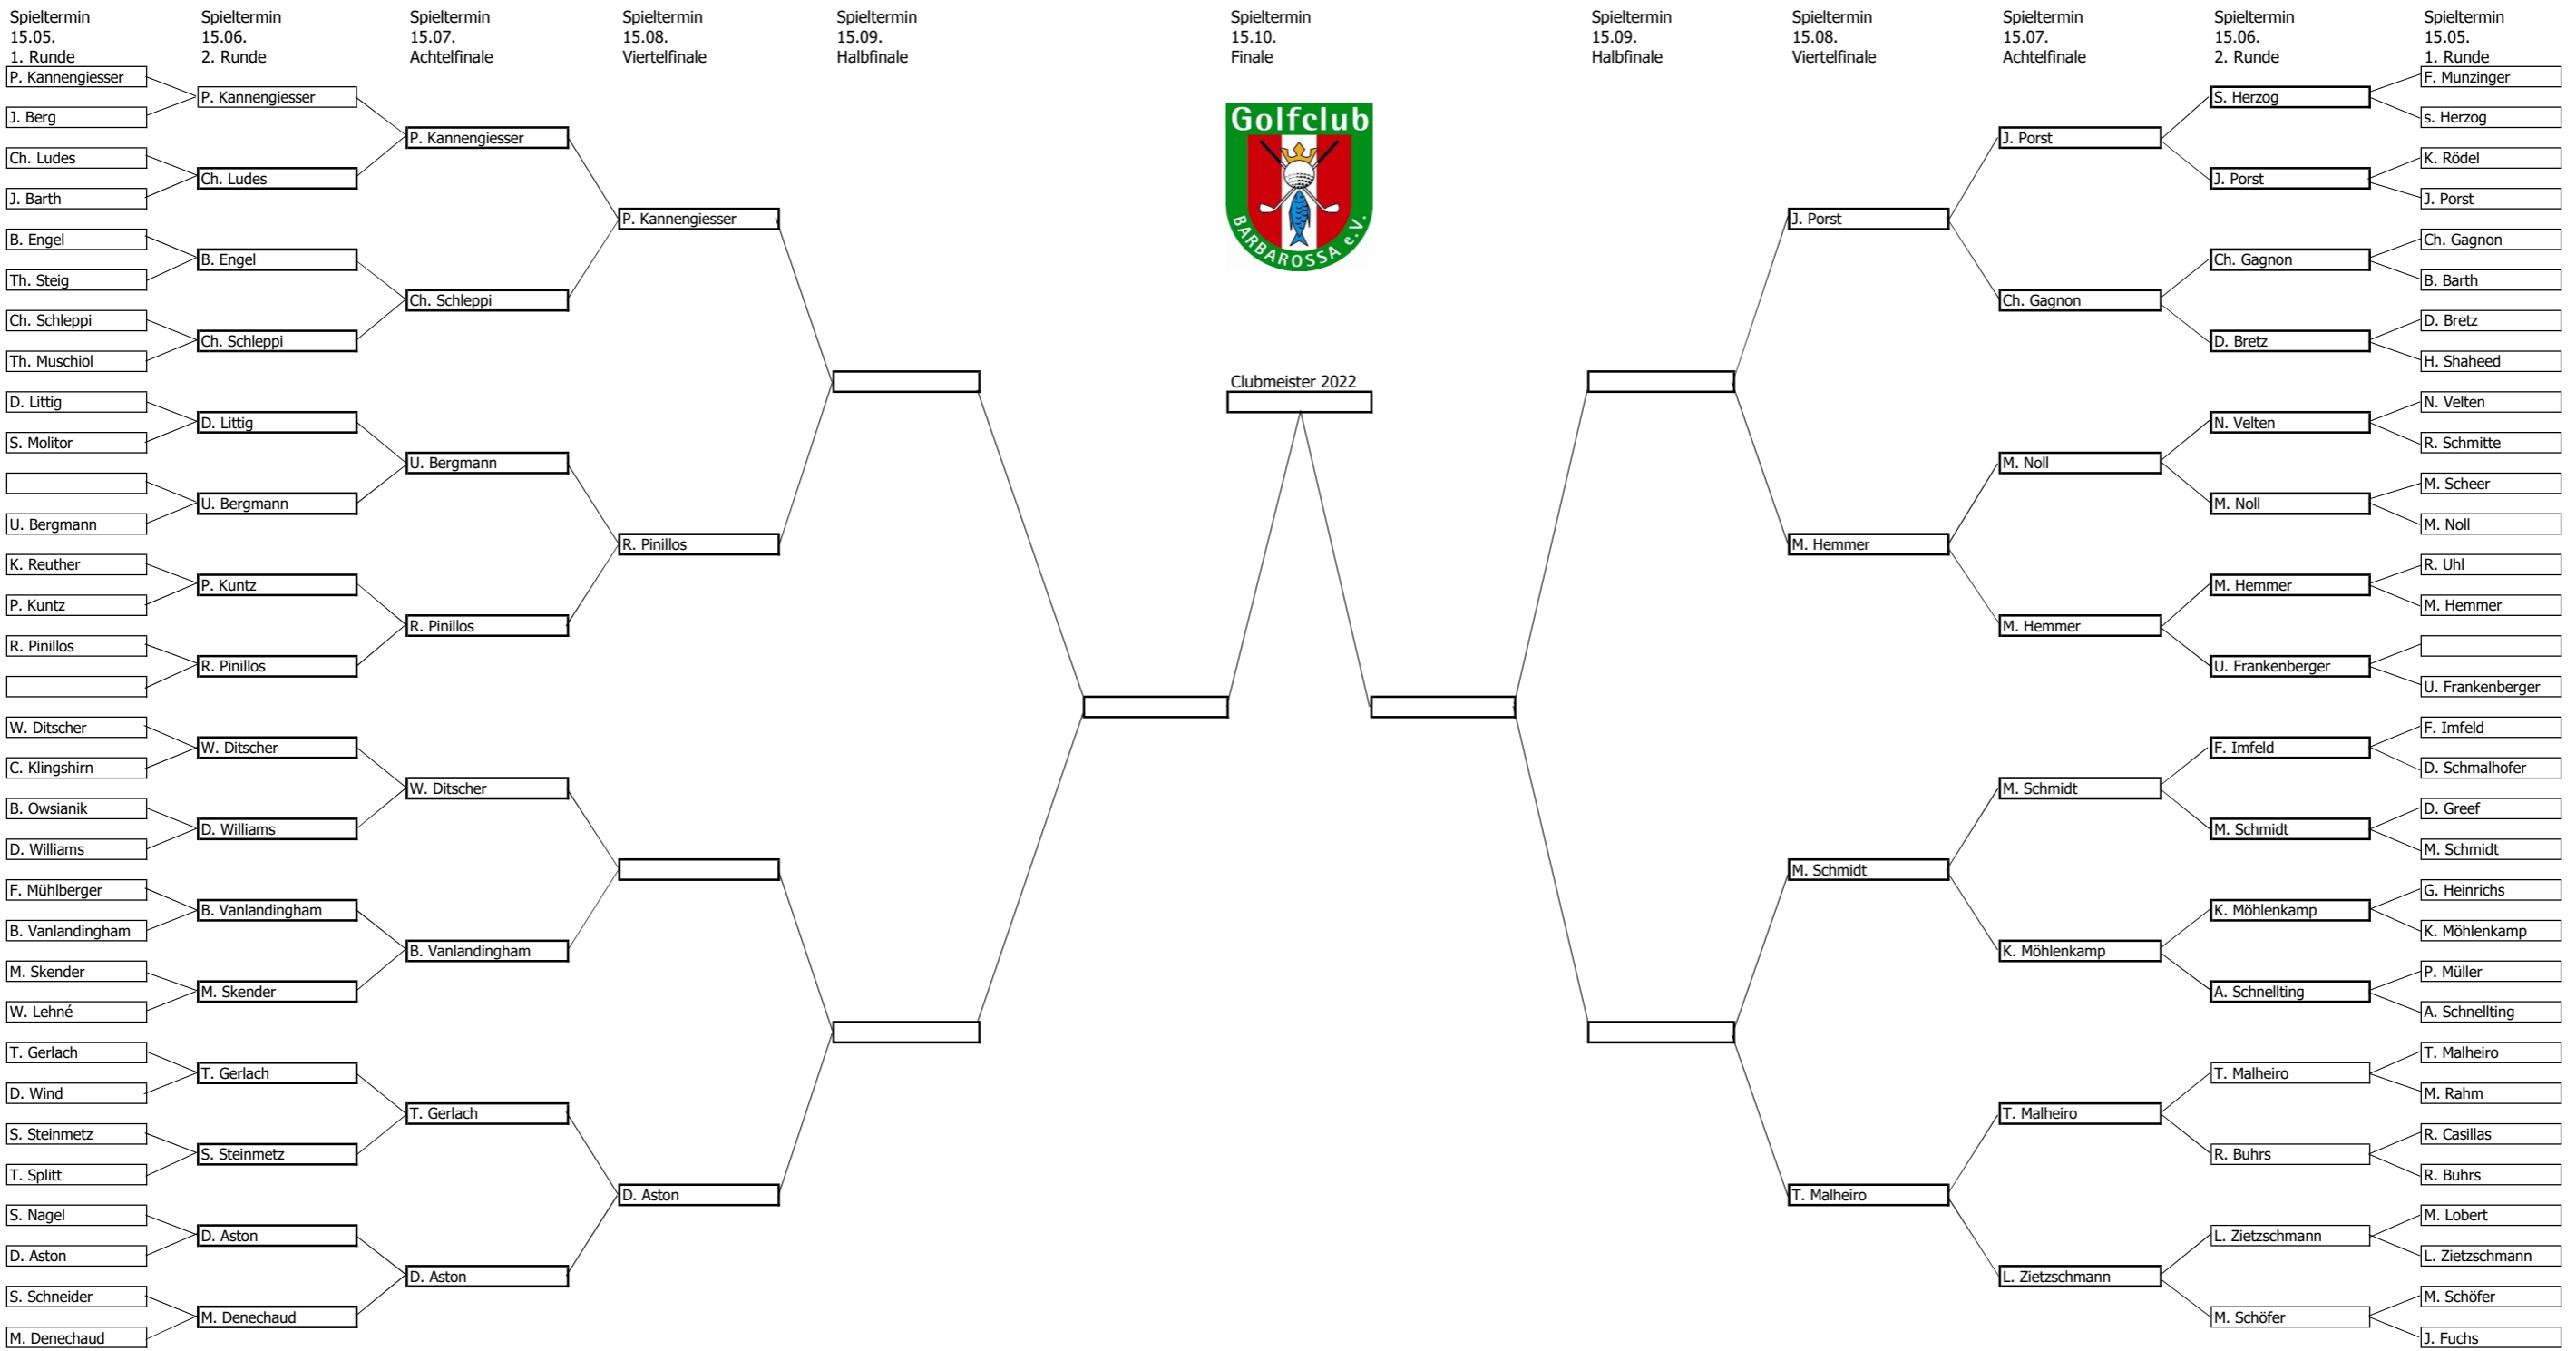 Spieltermin
15.05.
1. Runde
P. Kannengiesser
J. Berg
Ch. Ludes
J. Barth
B. Engel
Th. Steig
Ch. Schleppi
Th. Muschiol
D. Littig
S. Molitor
U. Bergmann
K. Reuther
P. Kuntz
R. Pinillos
W. Ditscher
C. Klingshirn
B. Owsianik
D. Williams
F. Mühlberger
B. Vanlandingham
M. Skender
W. Lehné
T. Gerlach
D. Wind
S. Steinmetz
T. Splitt
S. Nagel
D. Aston
S. Schneider
M. Denechaud
Spieltermin
15.06.
2. Runde
P. Kannengiesser
Ch. Ludes
B. Engel
Ch. Schleppi
D. Littig
U. Bergmann
P. Kuntz
R. Pinillos
W. Ditscher
D. Williams
B. Vanlandingham
M. Skender
T. Gerlach
S. Steinmetz
D. Aston
M. Denechaud
Spieltermin
15.07.
Achtelfinale
P. Kannengiesser
Ch. Schleppi
U. Bergmann
R. Pinillos
W. Ditscher
B. Vanlandingham
T. Gerlach
D. Aston
Spieltermin
15.08.
Viertelfinale
P. Kannengiesser
R. Pinillos
D. Aston
Spieltermin
15.09.
Halbfinale
Spieltermin
15.10.
Finale
Golfclub
BARBAROSSA e.V.
Clubmeister 2022
Spieltermin
15.09.
Halbfinale
Spieltermin
15.08.
Viertelfinale
J. Porst
M. Hemmer
M. Schmidt
T. Malheiro
Spieltermin
15.07.
Achtelfinale
J. Porst
Ch. Gagnon
M. Noll
M. Hemmer
M. Schmidt
K. Möhlenkamp
T. Malheiro
L. Zietzschmann
Spieltermin
15.06.
2. Runde
S. Herzog
J. Porst
Ch. Gagnon
D. Bretz
N. Velten
M. Noll
M. Hemmer
U. Frankenberger
F. Imfeld
M. Schmidt
K. Möhlenkamp
A. Schnellting
T. Malheiro
R. Buhrs
L. Zietzschmann
M. Schöfer
Spieltermin
15.05.
1. Runde
F. Munzinger
s. Herzog
K. Rödel
J. Porst
Ch. Gagnon
B. Barth
D. Bretz
H. Shaheed
N. Velten
R. Schmitte
M. Scheer
M. Noll
R. Uhl
M. Hemmer
U. Frankenberger
F. Imfeld
D. Schmalhofer
D. Greef
M. Schmidt
G. Heinrichs
K. Möhlenkamp
P. Müller
A. Schnellting
T. Malheiro
M. Rahm
R. Casillas
R. Buhrs
M. Lobert
L. Zietzschmann
M. Schöfer
J. Fuchs